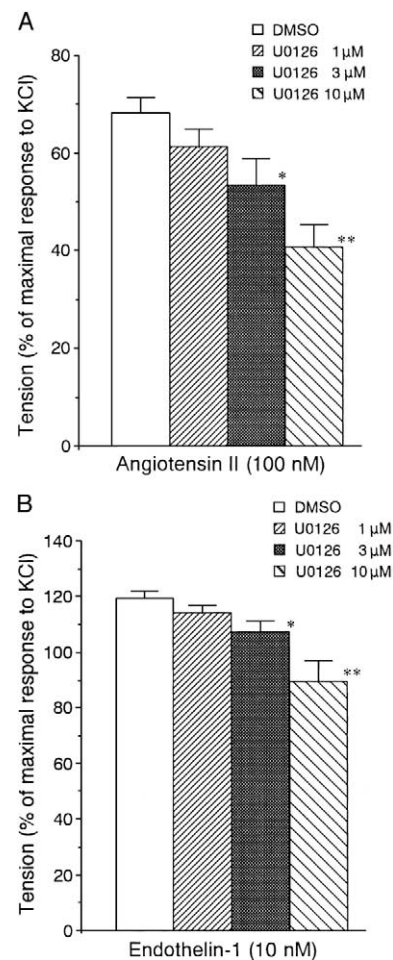 A
DMSO
U0126 1 μM
U0126 3 μM
U0126 10 μM
80
60
40
20
0
*
**
Tension (% of maximal response to KCl)
Angiotensin II (100 nM)
B
DMSO
U0126 1 μM
U0126 3 μM
U0126 10 μM
140
120
100
80
60
40
20
0
*
**
Tension (% of maximal response to KCl)
Endothelin-1 (10 nM)